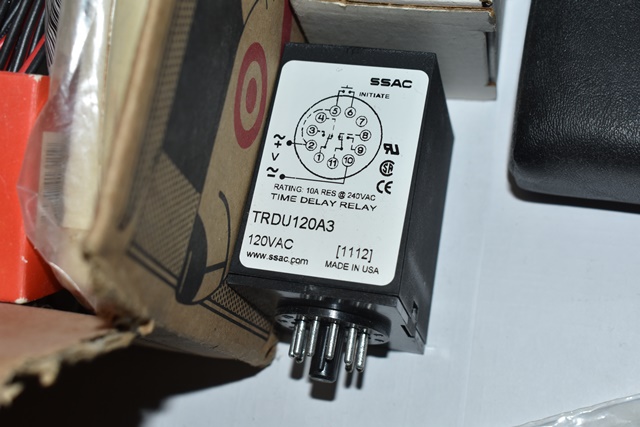 SSAC
INITIATE
5 6
4 7
3 8
2 9
1 11 10
~
+
V
~
RATING: 10A RES @ 240VAC
TIME DELAY RELAY
TRDU120A3
120VAC [1112]
www.ssac.com MADE IN USA
CE